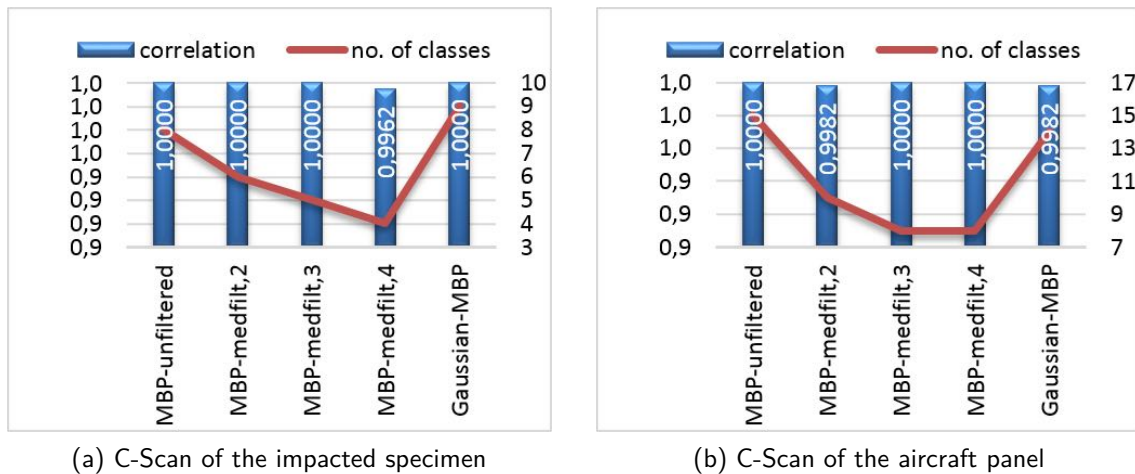 correlation no. of classes
1,0
1,0
1,0
1,0
0,9
0,9
0,9
0,9
10
9
8
7
6
5
4
3
1,0000
1,0000
1,0000
0,9962
1,0000
MBP-unfiltered
MBP-medfilt,2
MBP-medfilt,3
MBP-medfilt,4
Gaussian-MBP
(a) C-Scan of the impacted specimen
correlation no. of classes
1,0
1,0
1,0
0,9
0,9
0,9
17
15
13
11
9
7
1,0000
0,9982
1,0000
1,0000
0,9982
MBP-unfiltered
MBP-medfilt,2
MBP-medfilt,3
MBP-medfilt,4
Gaussian-MBP
(b) C-Scan of the aircraft panel